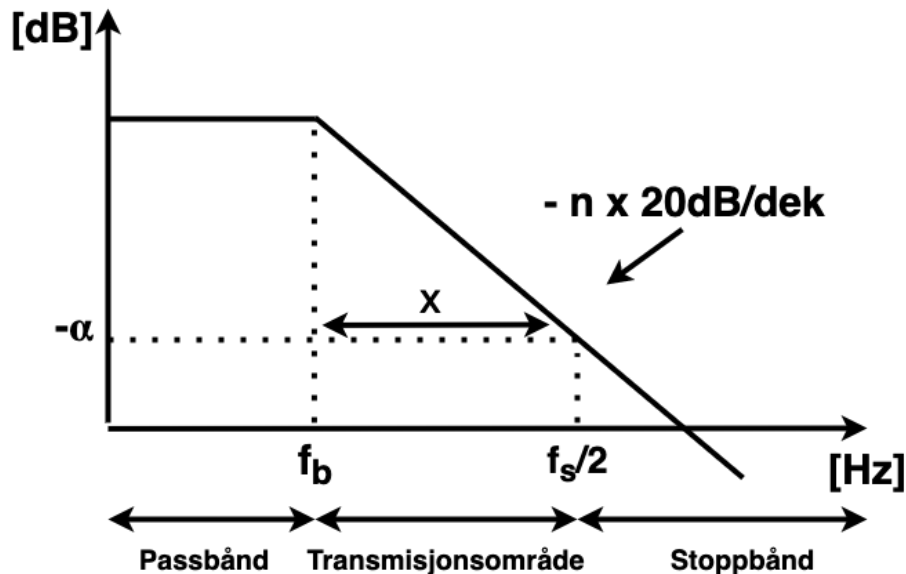 [dB]
- n x 20dB/dek
X
-α
f_b
f_s/2
[Hz]
Passbånd
Transmisjonsområde
Stoppbånd